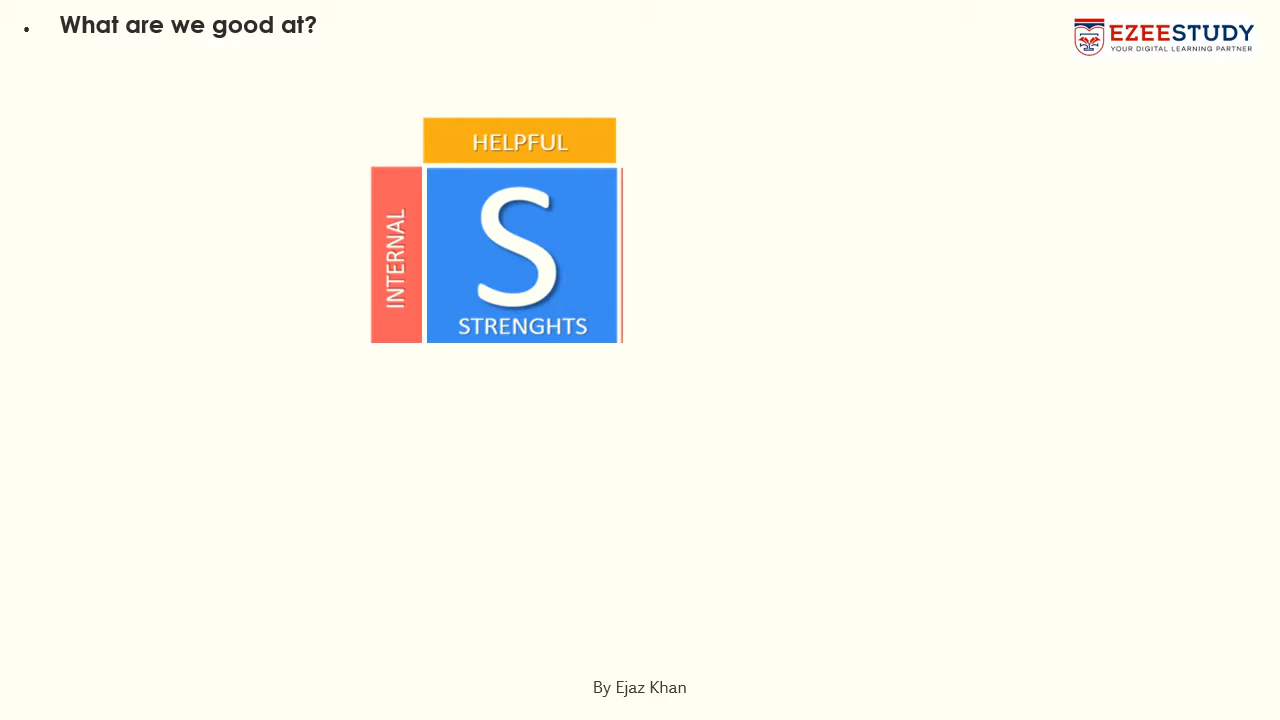 • What are we good at?
EZEESTUDY
YOUR DIGITAL LEARNING PARTNER
HELPFUL
INTERNAL
S
STRENGHTS
By Ejaz Khan